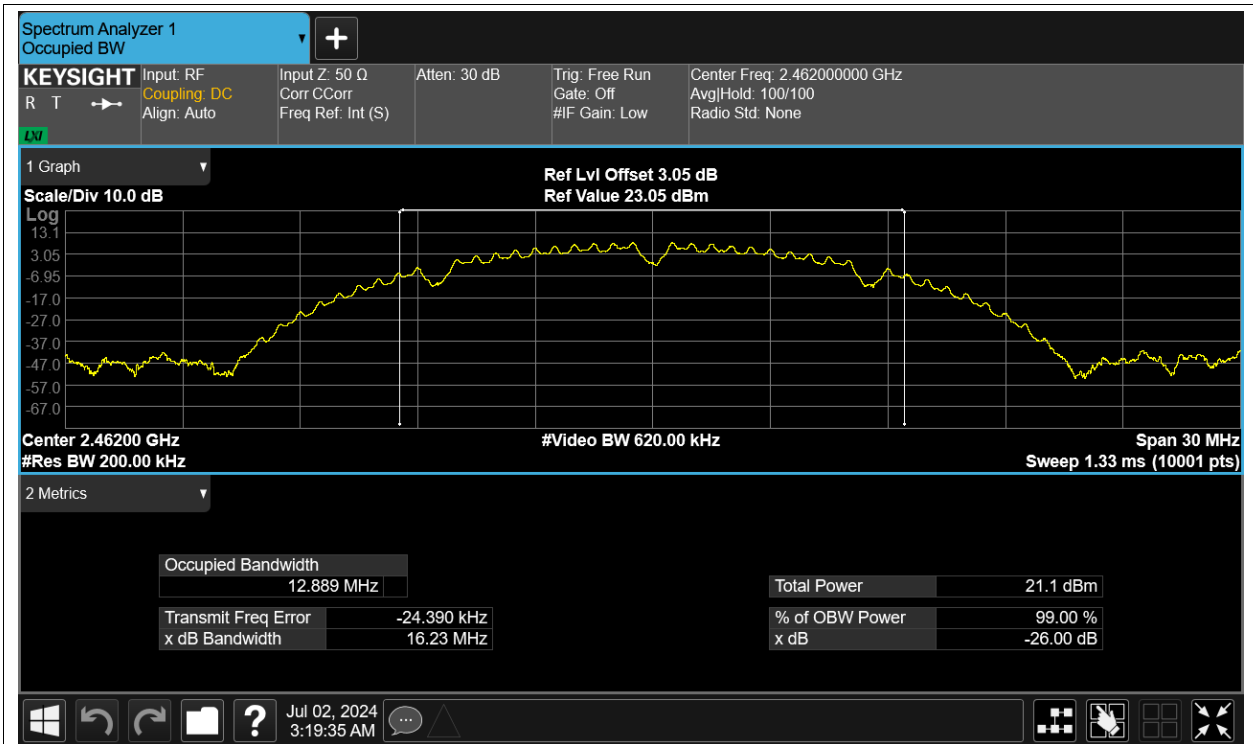 Spectrum Analyzer 1
Occupied BW
KEYSIGHT
R T
LXI
Input: RF
Coupling: DC
Align: Auto
Input Z: 50 Ω
Corr CCorr
Freq Ref: Int (S)
Atten: 30 dB
Trig: Free Run
Gate: Off
#IF Gain: Low
Center Freq: 2.462000000 GHz
Avg|Hold: 100/100
Radio Std: None
1 Graph
Scale/Div 10.0 dB
Ref Lvl Offset 3.05 dB
Ref Value 23.05 dBm
Log
13.1
3.05
-6.95
-17.0
-27.0
-37.0
-47.0
-57.0
-67.0
Center 2.46200 GHz
#Video BW 620.00 kHz
Span 30 MHz
#Res BW 200.00 kHz
Sweep 1.33 ms (10001 pts)
2 Metrics
Occupied Bandwidth
12.889 MHz
Total Power 21.1 dBm
Transmit Freq Error -24.390 kHz
% of OBW Power 99.00 %
x dB Bandwidth 16.23 MHz
x dB -26.00 dB
Jul 02, 2024
3:19:35 AM